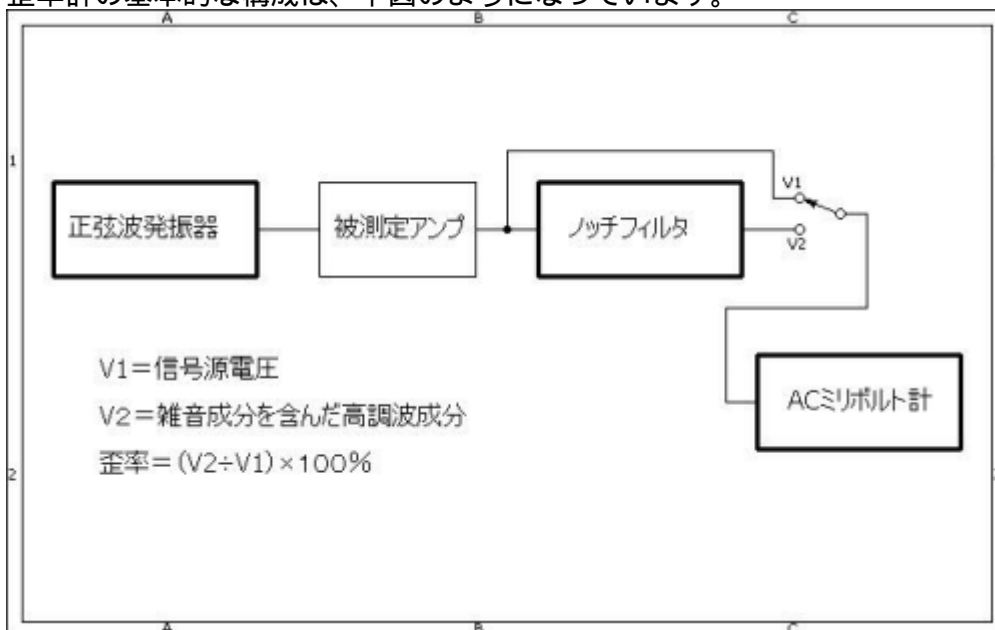 歪率計の基本的な構成は、下図のようになっています。
A B C
1
V1
正弦波発振器 被測定アンプ ノッチフィルタ
V2
V1＝信号源電圧
ACミリボルト計
V2＝雑音成分を含んだ高調波成分
歪率＝(V2÷V1)×100％
2
A B C